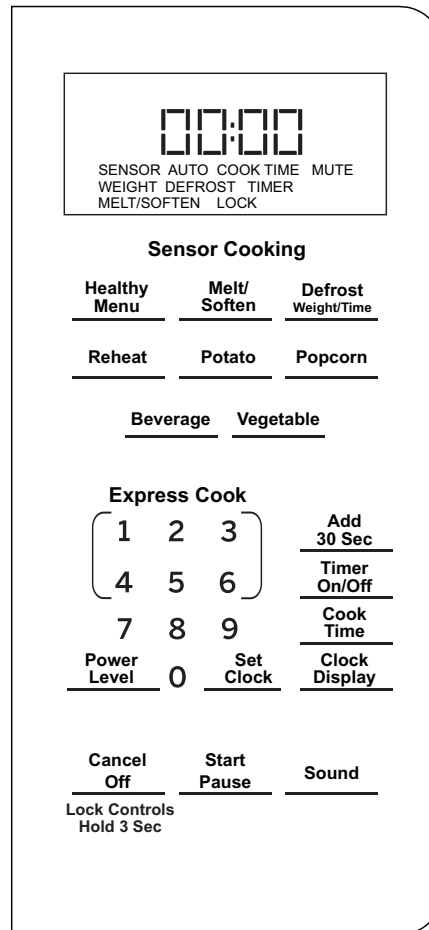 00:00
SENSOR AUTO COOK TIME MUTE
WEIGHT DEFROST TIMER
MELT/SOFTEN LOCK
Sensor Cooking
Healthy Menu
Melt/ Soften
Defrost
Weight/Time
Reheat Potato Popcorn
Beverage Vegetable
Express Cook
1 2 3
Add
30 Sec
4 5 6
Timer
On/Off
7 8 9
Cook
Time
Power
Level
0
Set
Clock
Clock
Display
Cancel
Off
Start
Pause
Sound
Lock Controls
Hold 3 Sec